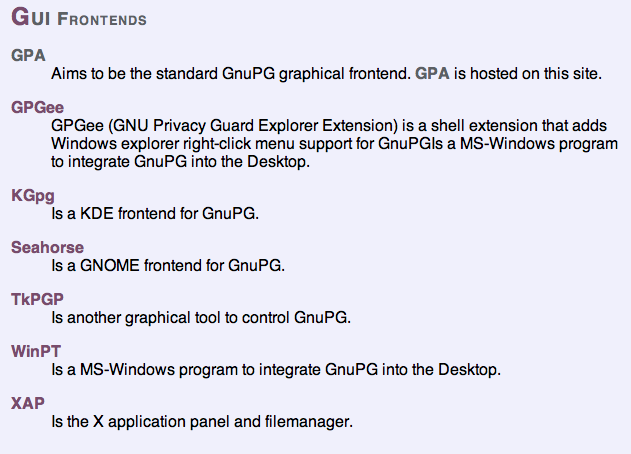 GUI FRONTENDS
GPA
Aims to be the standard GnuPG graphical frontend. GPA is hosted on this site.
GPGee
GPGee (GNU Privacy Guard Explorer Extension) is a shell extension that adds
Windows explorer right-click menu support for GnuPGIs a MS-Windows program
to integrate GnuPG into the Desktop.
KGpg
Is a KDE frontend for GnuPG.
Seahorse
Is a GNOME frontend for GnuPG.
TkPGP
Is another graphical tool to control GnuPG.
WinPT
Is a MS-Windows program to integrate GnuPG into the Desktop.
XAP
Is the X application panel and filemanager.